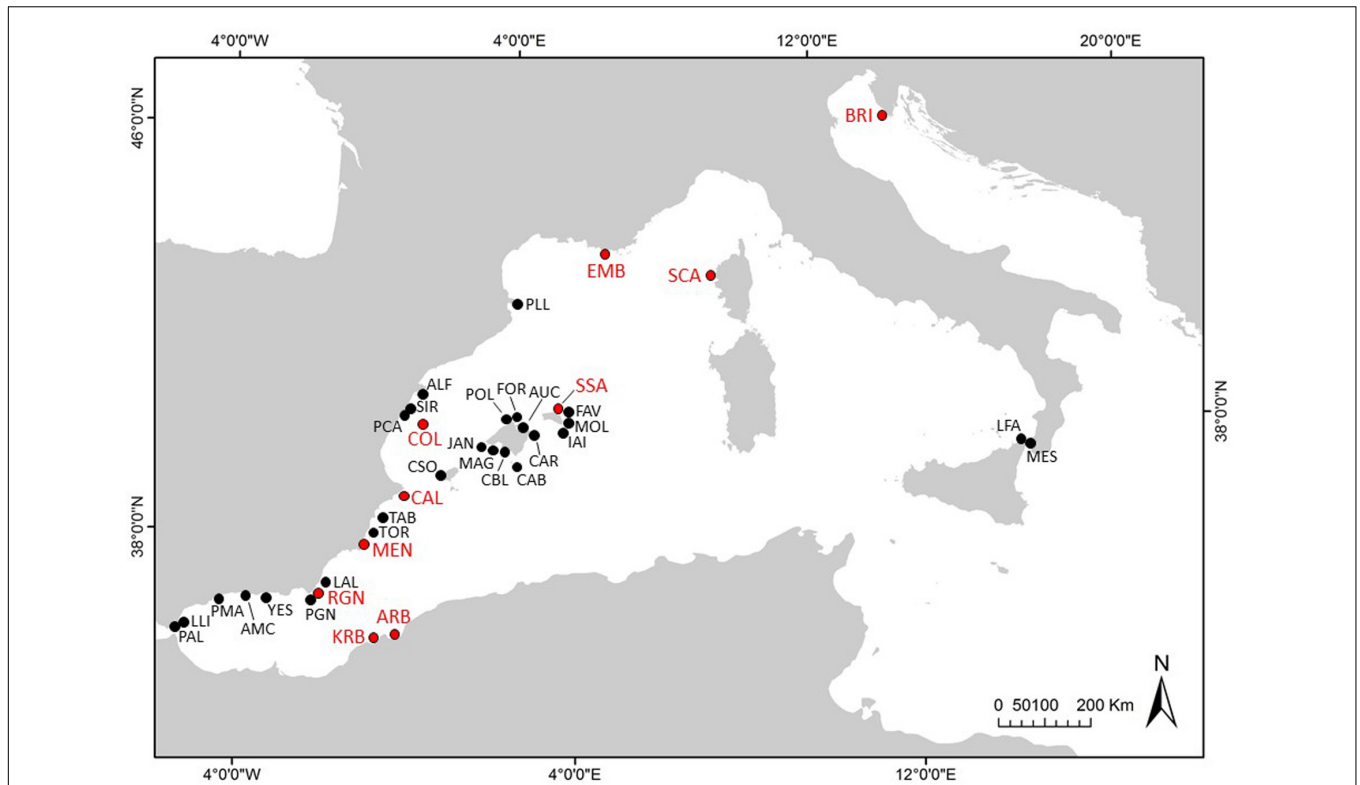 4°0'0"W 4°0'0"E 12°0'0"E 20°0'0"E
46°0'0"N
BRI
EMB
SCA
PLL
ALF
SIR
PCA
COL
POL
FOR
AUC
SSA
FAV
MOL
IAI
JAN
MAG
CBL
CAB
CAR
CSO
38°0'0"N
LFA
MES
CAL
38°0'0"N
TAB
TOR
MEN
LAL
RGN
PGN
YES
AMC
PMA
LLI
PAL
ARB
KRB
N
0 50100 200 Km
4°0'0"W 4°0'0"E 12°0'0"E